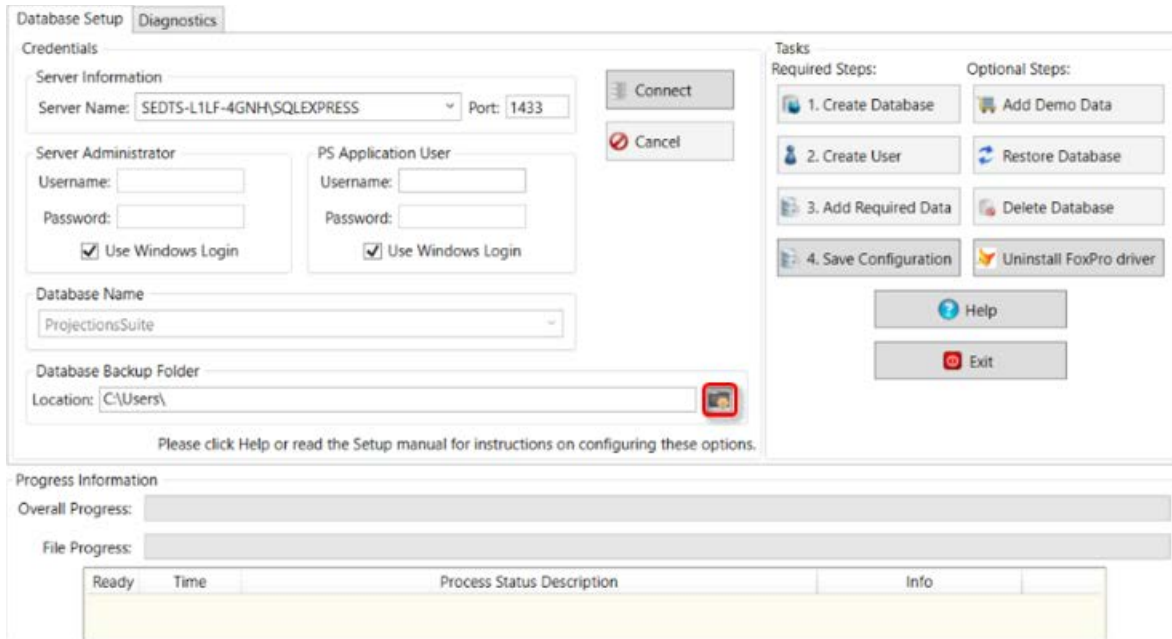 Database Setup Diagnostics
Credentials
Server Information
Server Name: SEDTS-L1LF-4GNH\SQLEXPRESS Port: 1433
Connect
Cancel
Server Administrator
Username:
Password:
Use Windows Login
PS Application User
Username:
Password:
Use Windows Login
Database Name
ProjectionsSuite
Database Backup Folder
Location: C:\Users\
Please click Help or read the Setup manual for instructions on configuring these options.
Tasks
Required Steps: Optional Steps:
1. Create Database Add Demo Data
2. Create User Restore Database
3. Add Required Data Delete Database
4. Save Configuration Uninstall FoxPro driver
Help
Exit
Progress Information
Overall Progress:
File Progress:
Ready Time Process Status Description Info